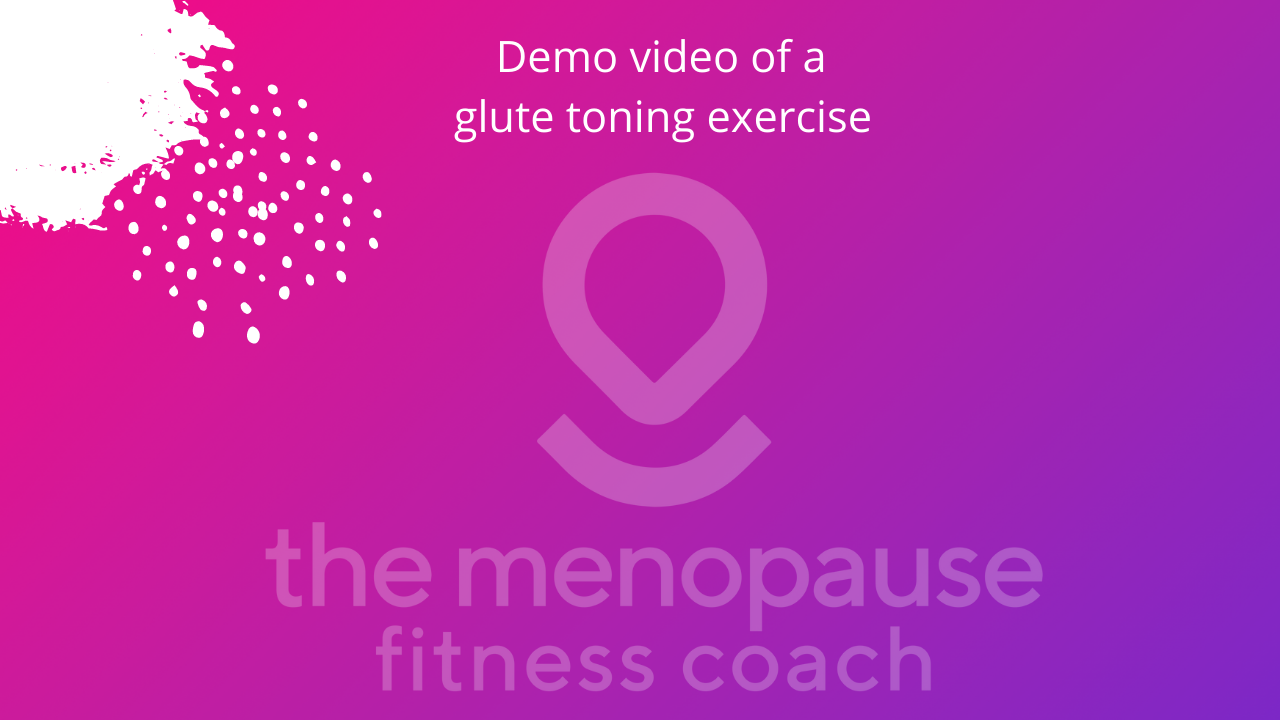 Demo video of a
glute toning exercise
the menopause
fitness coach